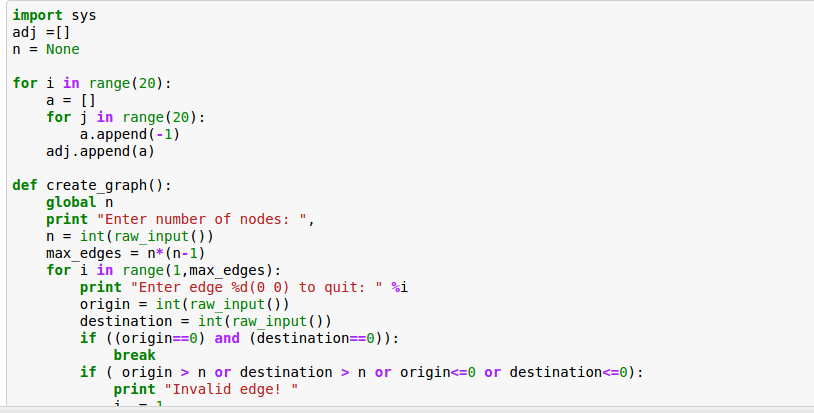 import sys
adj =[]
n = None
for i in range(20):
    a = []
    for j in range(20):
        a.append(-1)
    adj.append(a)
def create_graph():
    global n
    print "Enter number of nodes: ",
    n = int(raw_input())
    max_edges = n*(n-1)
    for i in range(1,max_edges):
        print "Enter edge %d(0 0) to quit: " %i
        origin = int(raw_input())
        destination = int(raw_input())
        if ((origin==0) and (destination==0)):
            break
        if ( origin > n or destination > n or origin<=0 or destination<=0):
            print "Invalid edge! "